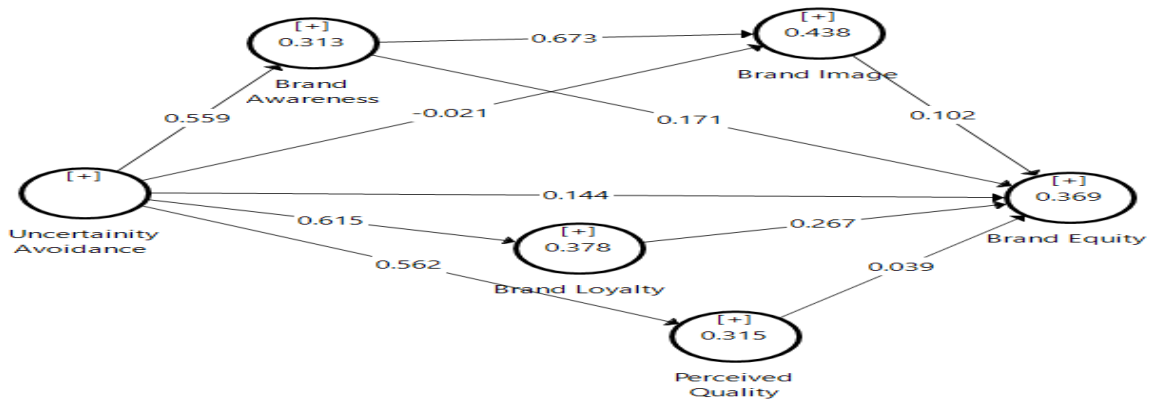 [+]
0.313
Brand
Awareness
[+]
0.438
Brand Image
0.673
-0.021
0.559
0.171
0.102
[+]
Uncertainity
Avoidance
0.144
[+]
0.369
Brand Equity
0.615
0.267
[+]
0.378
Brand Loyalty
0.562
0.039
[+]
0.315
Perceived
Quality